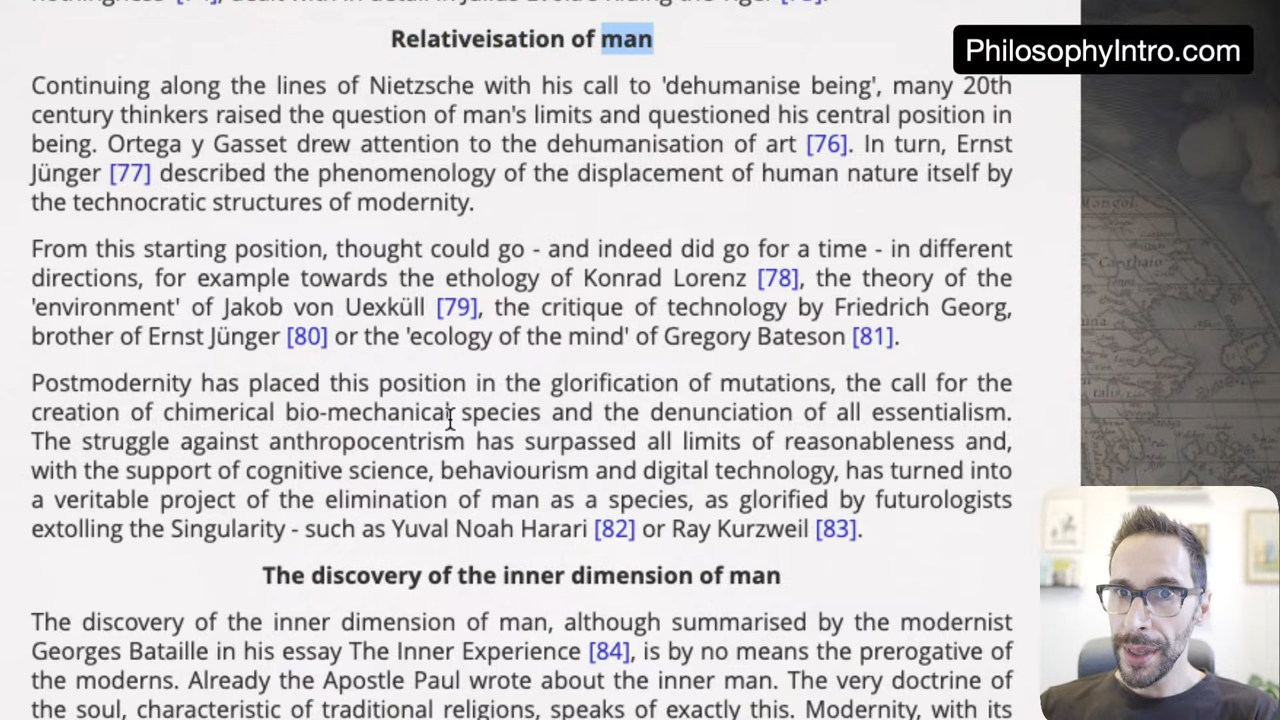 nothingness' [74], dealt with in detail in Julius Evola's Riding the Tiger [75].
Relativeisation of man
PhilosophyIntro.com
Continuing along the lines of Nietzsche with his call to 'dehumanise being', many 20th
century thinkers raised the question of man's limits and questioned his central position in
being. Ortega y Gasset drew attention to the dehumanisation of art [76]. In turn, Ernst
Jünger [77] described the phenomenology of the displacement of human nature itself by
the technocratic structures of modernity.
From this starting position, thought could go - and indeed did go for a time - in different
directions, for example towards the ethology of Konrad Lorenz [78], the theory of the
'environment' of Jakob von Uexküll [79], the critique of technology by Friedrich Georg,
brother of Ernst Jünger [80] or the 'ecology of the mind' of Gregory Bateson [81].
Postmodernity has placed this position in the glorification of mutations, the call for the
creation of chimerical bio-mechanical species and the denunciation of all essentialism.
The struggle against anthropocentrism has surpassed all limits of reasonableness and,
with the support of cognitive science, behaviourism and digital technology, has turned into
a veritable project of the elimination of man as a species, as glorified by futurologists
extolling the Singularity - such as Yuval Noah Harari [82] or Ray Kurzweil [83].
The discovery of the inner dimension of man
The discovery of the inner dimension of man, although summarised by the modernist
Georges Bataille in his essay The Inner Experience [84], is by no means the prerogative of
the moderns. Already the Apostle Paul wrote about the inner man. The very doctrine of
the soul, characteristic of traditional religions, speaks of exactly this. Modernity, with its